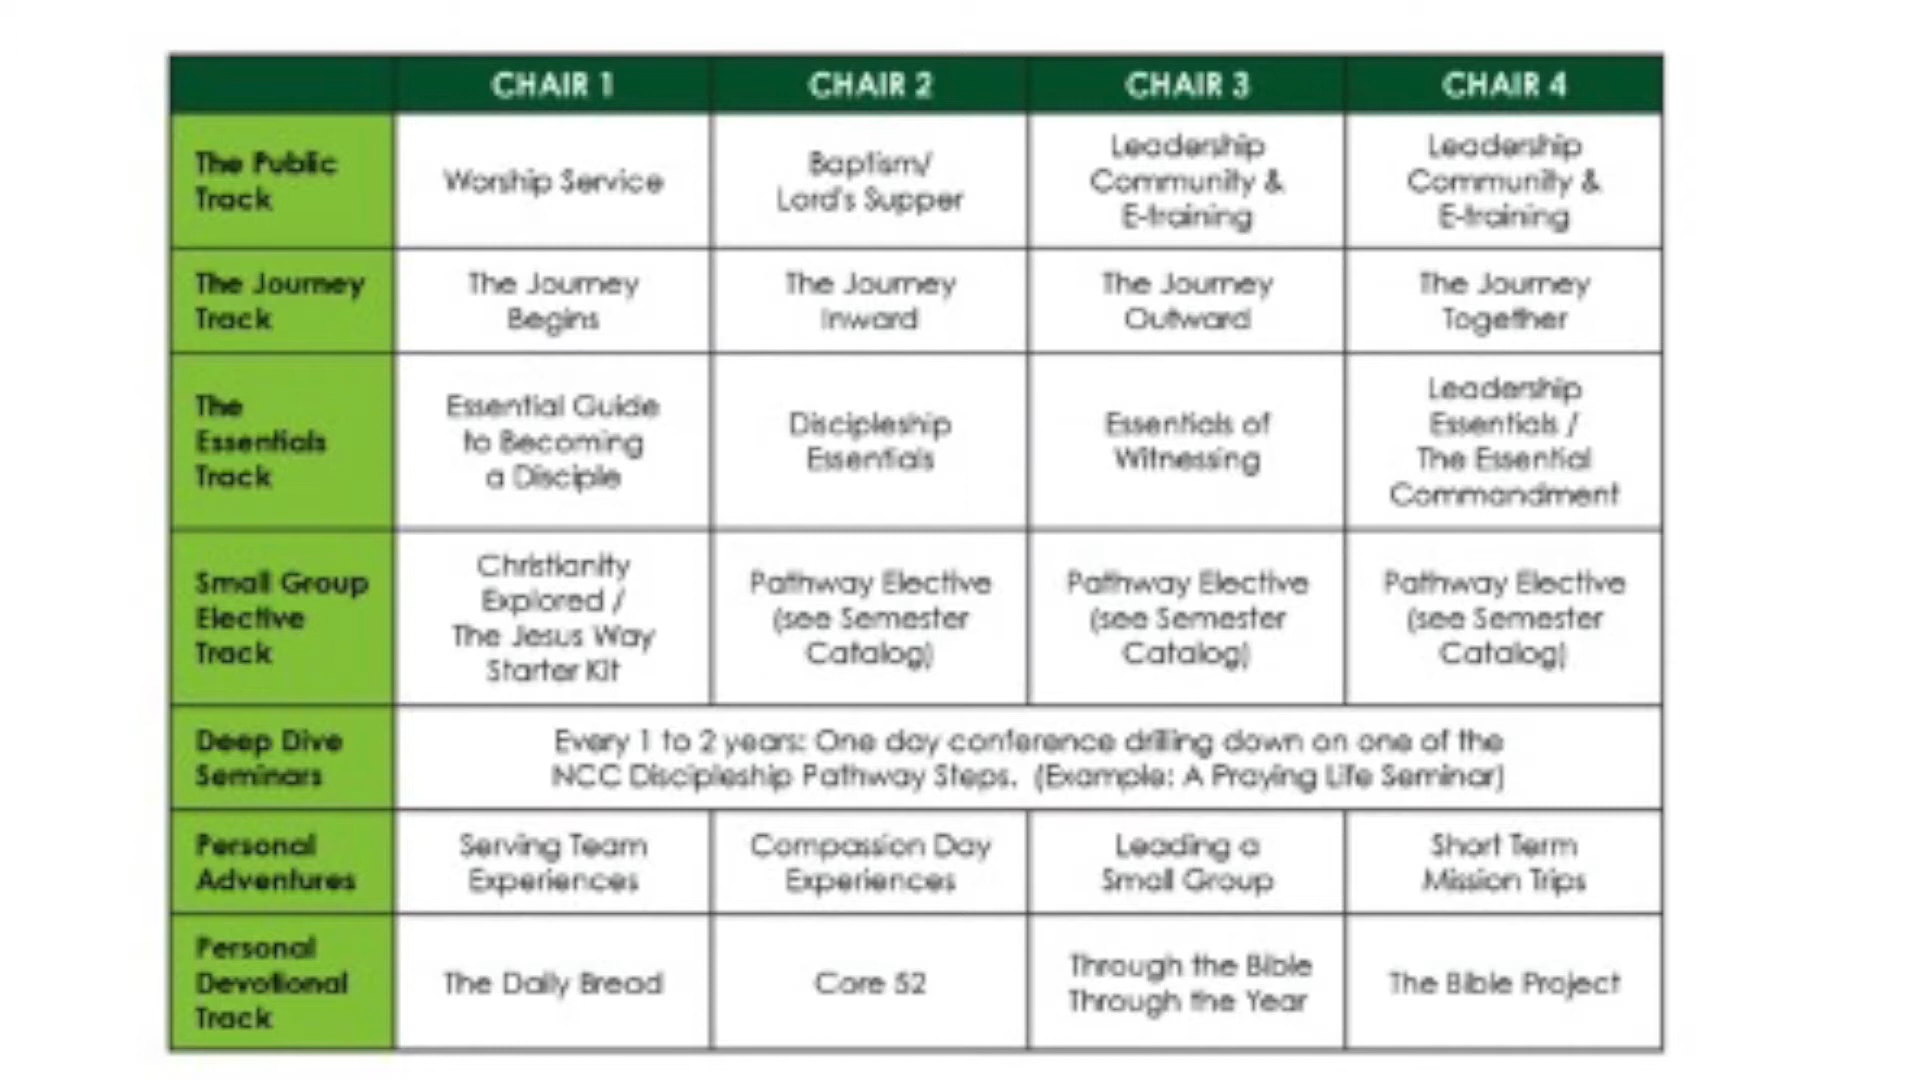 CHAIR 1 CHAIR 2 CHAIR 3 CHAIR 4
The Public
Track
Worship Service
Baptism/
Lord's Supper
Leadership
Community &
E-training
Leadership
Community &
E-training
The Journey
Track
The Journey
Begins
The Journey
Inward
The Journey
Outward
The Journey
Together
The
Essentials
Track
Essential Guide
to Becoming
a Disciple
Discipleship
Essentials
Essentials of
Witnessing
Leadership
Essentials /
The Essential
Commandment
Small Group
Elective
Track
Christianity
Explored /
The Jesus Way
Starter Kit
Pathway Elective
(see Semester
Catalog)
Pathway Elective
(see Semester
Catalog)
Pathway Elective
(see Semester
Catalog)
Deep Dive
Seminars
Every 1 to 2 years: One day conference drilling down on one of the
NCC Discipleship Pathway Steps. (Example: A Praying Life Seminar)
Personal
Adventures
Serving Team
Experiences
Compassion Day
Experiences
Leading a
Small Group
Short Term
Mission Trips
Personal
Devotional
Track
The Daily Bread
Core 52
Through the Bible
Through the Year
The Bible Project